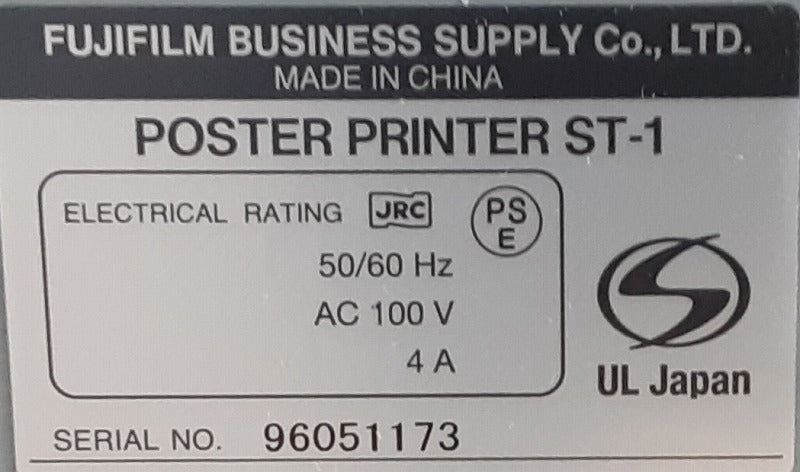 FUJIFILM BUSINESS SUPPLY Co., LTD.
MADE IN CHINA
POSTER PRINTER ST-1
ELECTRICAL RATING JRC PS E
50/60 Hz
AC 100 V
4 A
UL Japan
SERIAL NO. 96051173